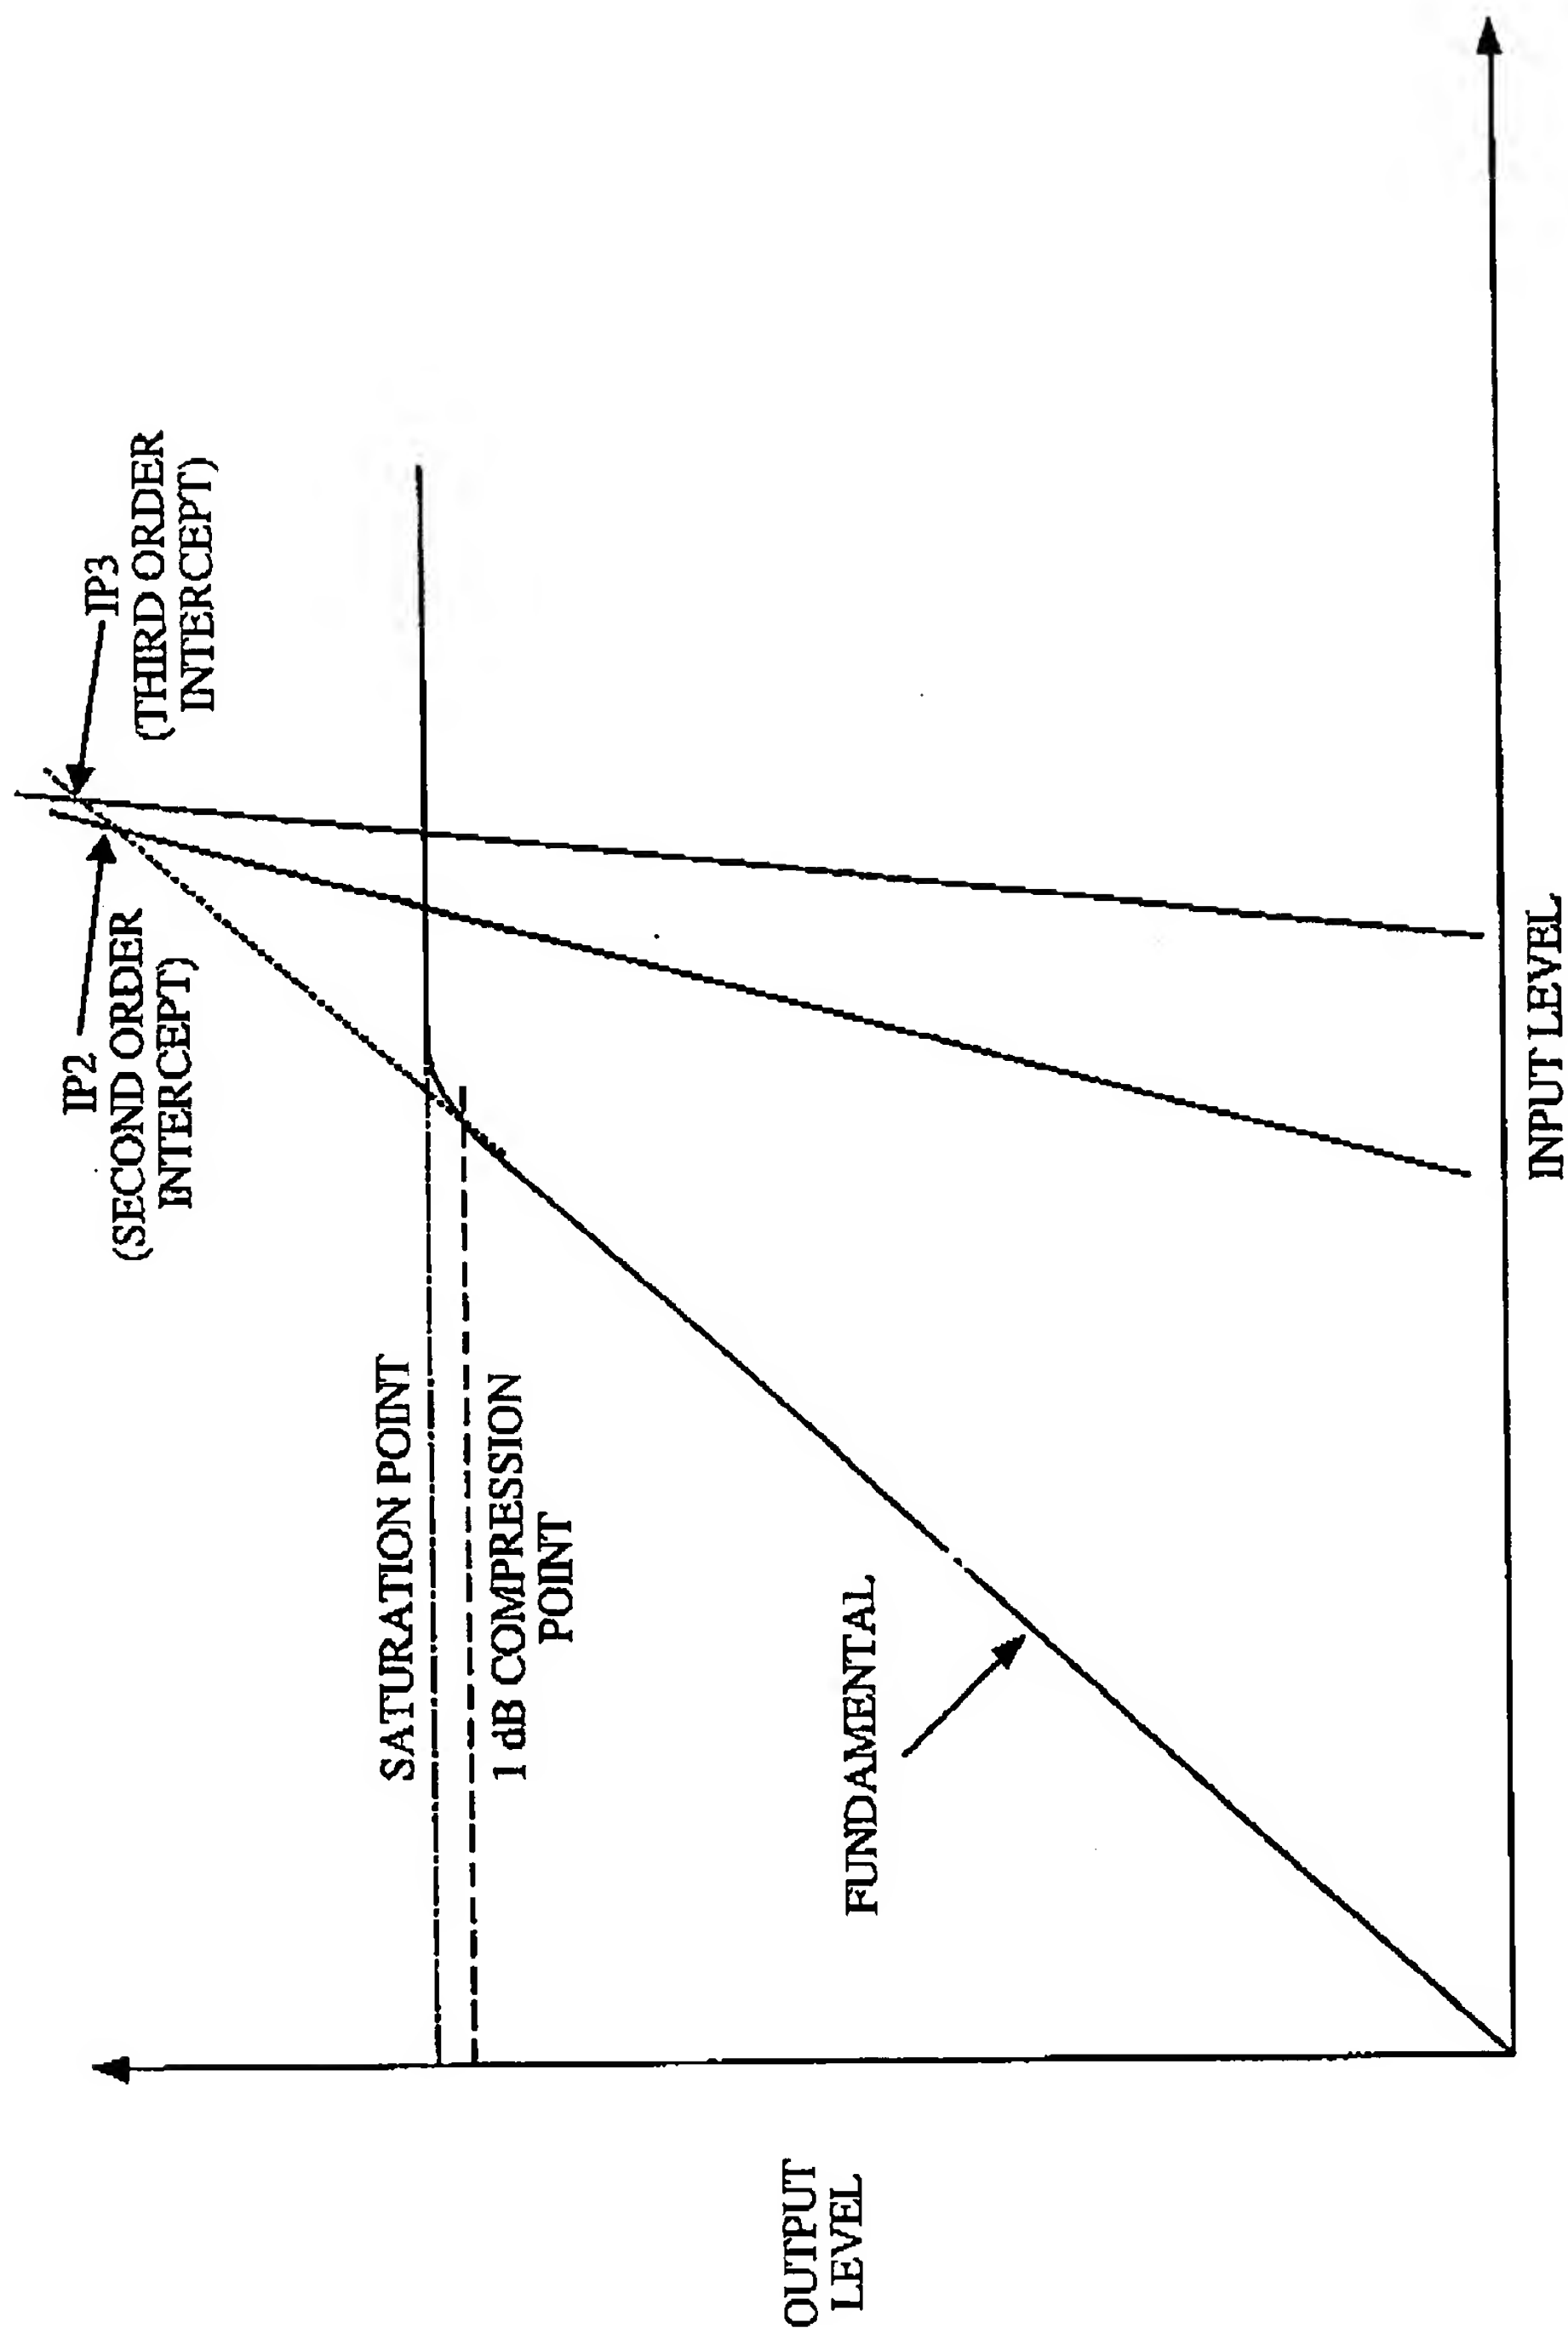 IP2
(SECOND ORDER
INTERCEPT)
IP3
(THIRD ORDER
INTERCEPT)
SATURATION POINT
1 dB COMPRESSION
POINT
FUNDAMENTAL
OUTPUT
LEVEL
INPUT LEVEL